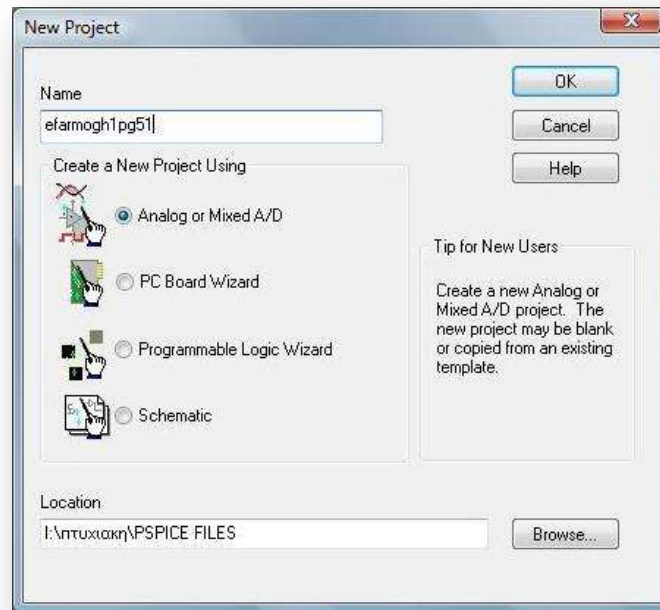 New Project
Name
efarmogh1pg51
OK
Cancel
Help
Create a New Project Using
Analog or Mixed A/D
PC Board Wizard
Programmable Logic Wizard
Schematic
Tip for New Users
Create a new Analog or
Mixed A/D project. The
new project may be blank
or copied from an existing
template.
Location
I:\πτυχιακη\PSPICE FILES
Browse...